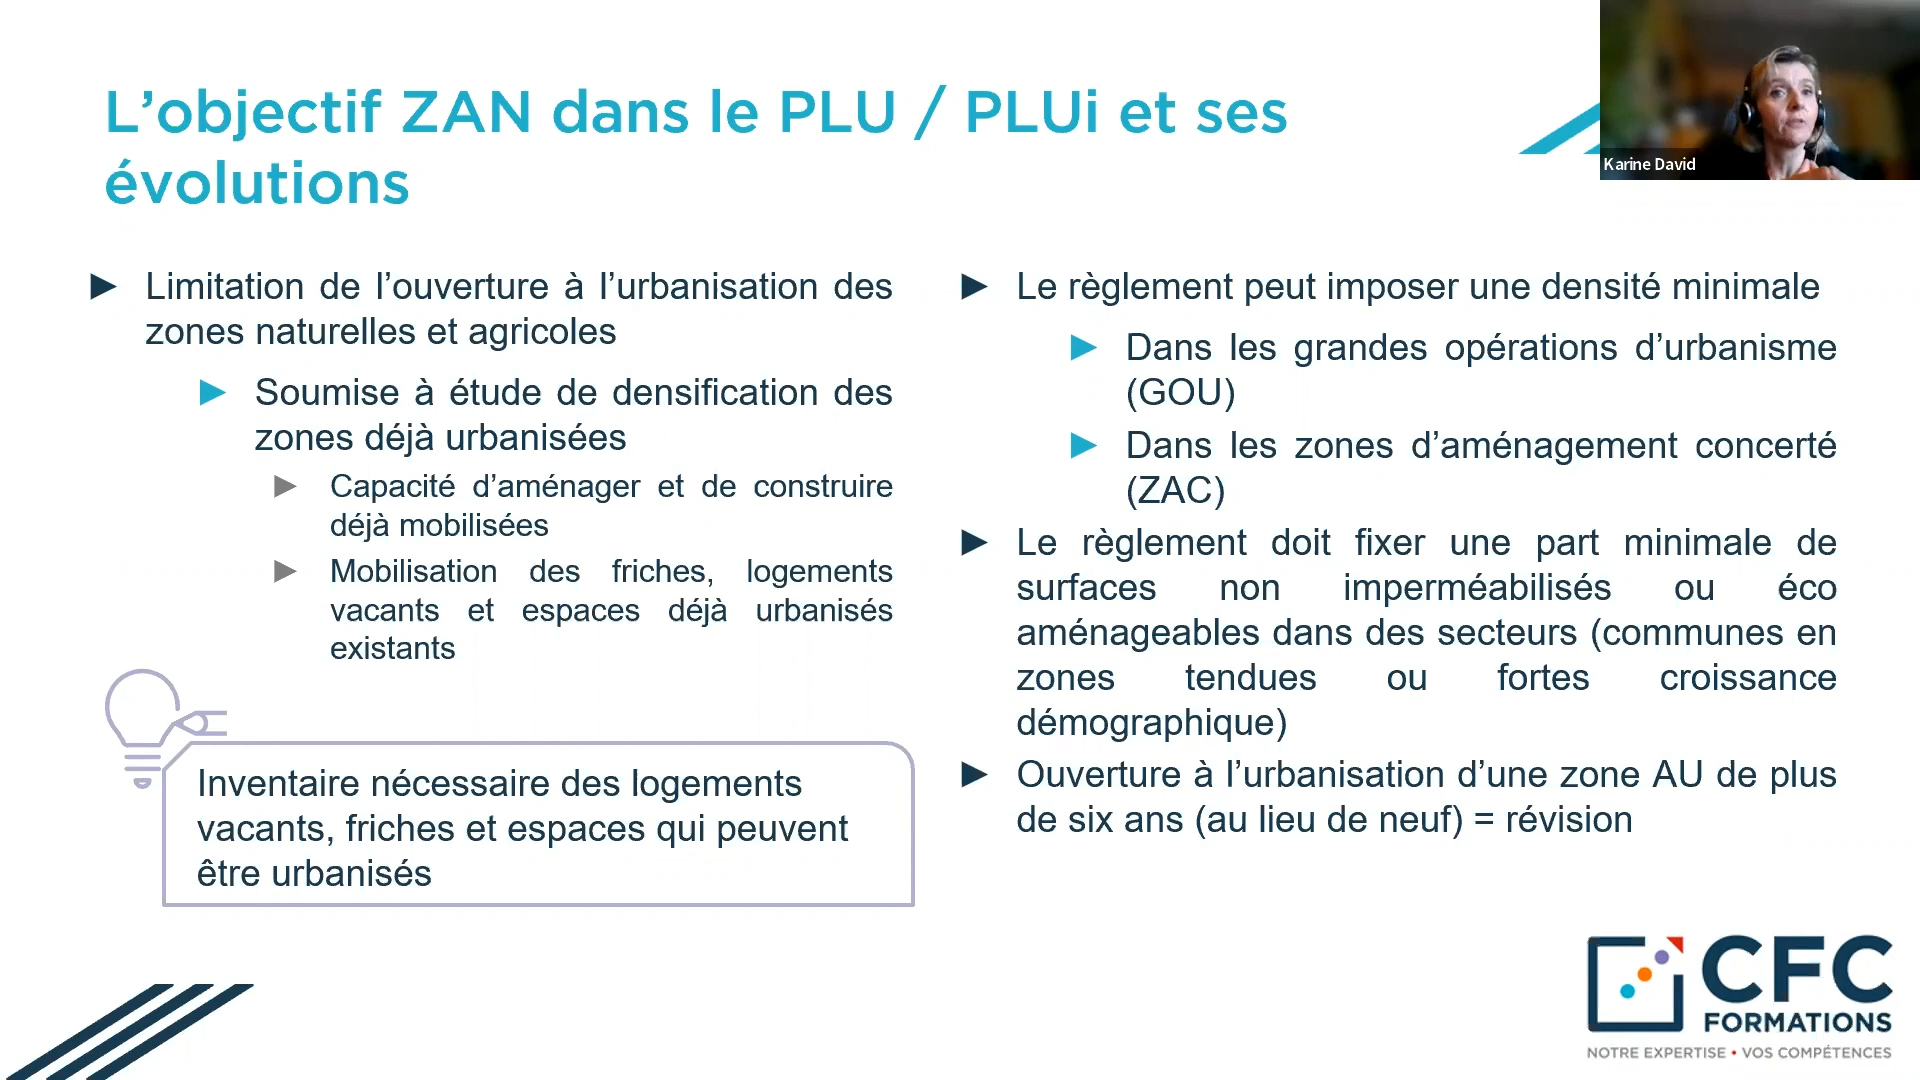 L’objectif ZAN dans le PLU / PLUi et ses
évolutions
Karine David
Limitation de l’ouverture à l’urbanisation des
zones naturelles et agricoles
Soumise à étude de densification des
zones déjà urbanisées
Capacité d’aménager et de construire
déjà mobilisées
Mobilisation des friches, logements
vacants et espaces déjà urbanisés
existants
Inventaire nécessaire des logements
vacants, friches et espaces qui peuvent
être urbanisés
Le règlement peut imposer une densité minimale
Dans les grandes opérations d’urbanisme
(GOU)
Dans les zones d’aménagement concerté
(ZAC)
Le règlement doit fixer une part minimale de
surfaces non imperméabilisés ou éco
aménageables dans des secteurs (communes en
zones tendues ou fortes croissance
démographique)
Ouverture à l’urbanisation d’une zone AU de plus
de six ans (au lieu de neuf) = révision
CFC
FORMATIONS
NOTRE EXPERTISE • VOS COMPÉTENCES